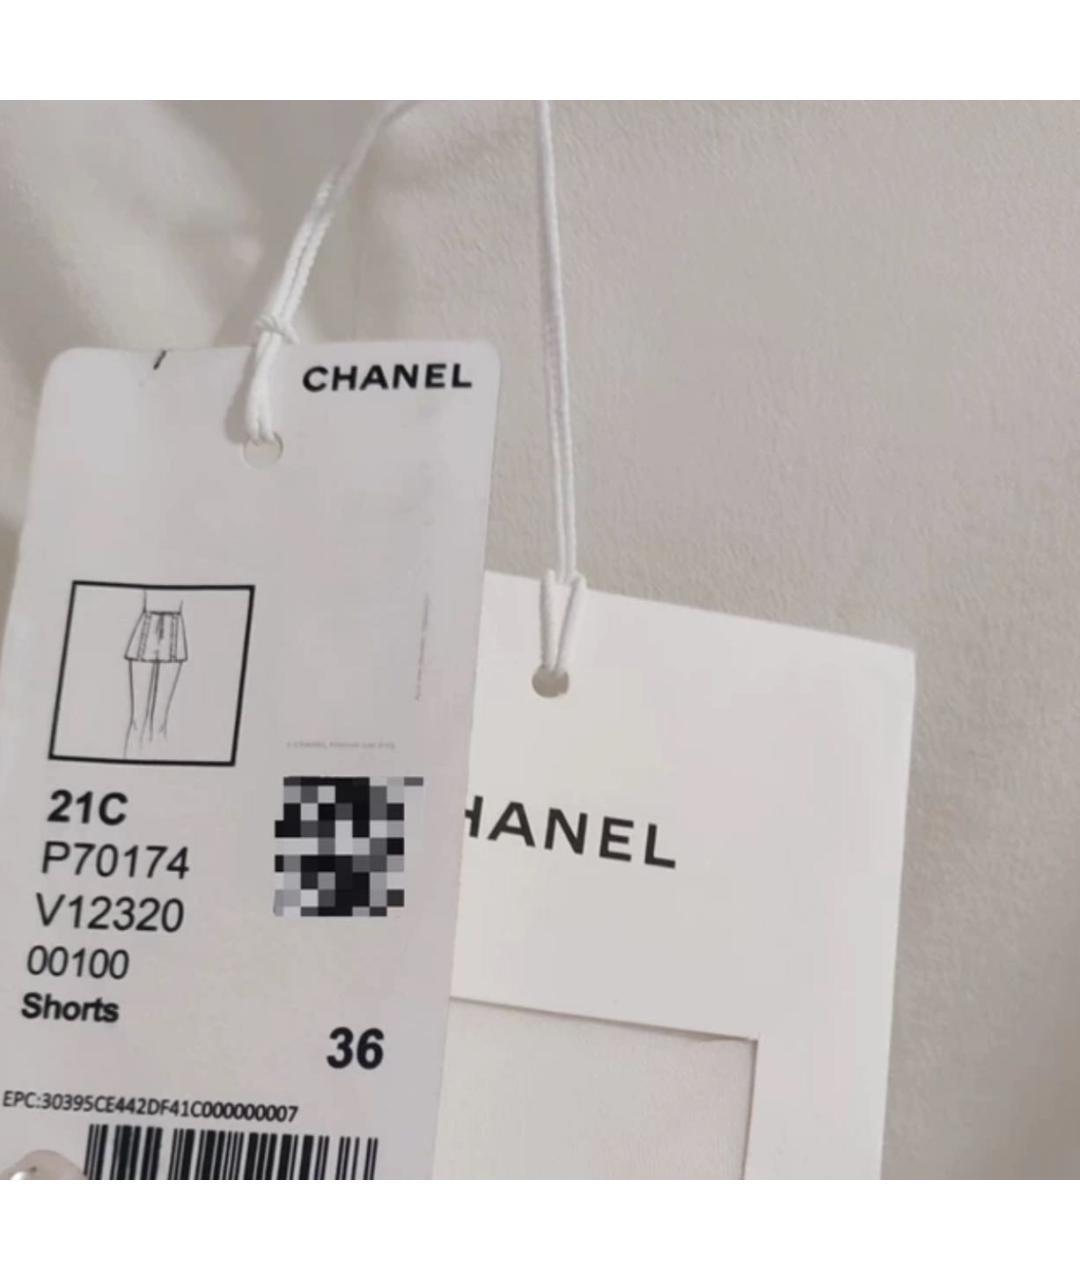 CHANEL
21C
P70174
V12320
00100
Shorts
36
EPC:30395CE442DF41C000000007
HANEL